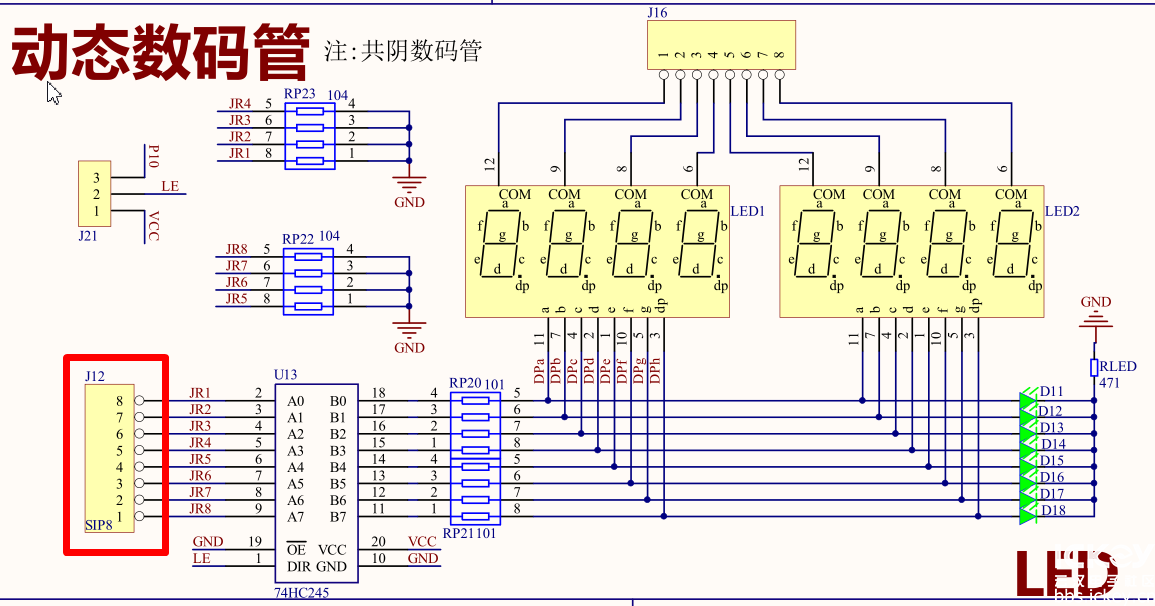 动态数码管 注:共阴数码管
J16
1 2 3 4 5 6 7 8
RP23 104
JR4 5 4
JR3 6 3
JR2 7 2
JR1 8 1
GND
P10
3
2 LE
1
VCC
J21
12 9 8 6 12 9 8 6
COM COM COM COM COM COM COM COM
a a a a a a a a
f b f b f b f b f b f b f b f b
g g g g g g g g
e c e c e c e c e c e c e c e c
d d d d d d d d
dp dp dp dp dp dp dp dp
LED1 LED2
RP22 104
JR8 5 4
JR7 6 3
JR6 7 2
JR5 8 1
GND
a b c d e f g dp a b c d e f g dp
11 7 4 2 1 10 5 3 11 7 4 2 1 10 5 3
DPa DPb DPc DPd DPe DPf DPg DPh
GND
RLED
471
J12 U13 RP20 101
8 JR1 2 A0 B0 18 4 5 D11
7 JR2 3 A1 B1 17 3 6 D12
6 JR3 4 A2 B2 16 2 7 D13
5 JR4 5 A3 B3 15 1 8 D14
4 JR5 6 A4 B4 14 4 5 D15
3 JR6 7 A5 B5 13 3 6 D16
2 JR7 8 A6 B6 12 2 7 D17
1 JR8 9 A7 B7 11 1 8 D18
SIP8
RP21 101
GND 19 OE VCC 20 VCC
LE 1 DIR GND 10 GND
74HC245
LED